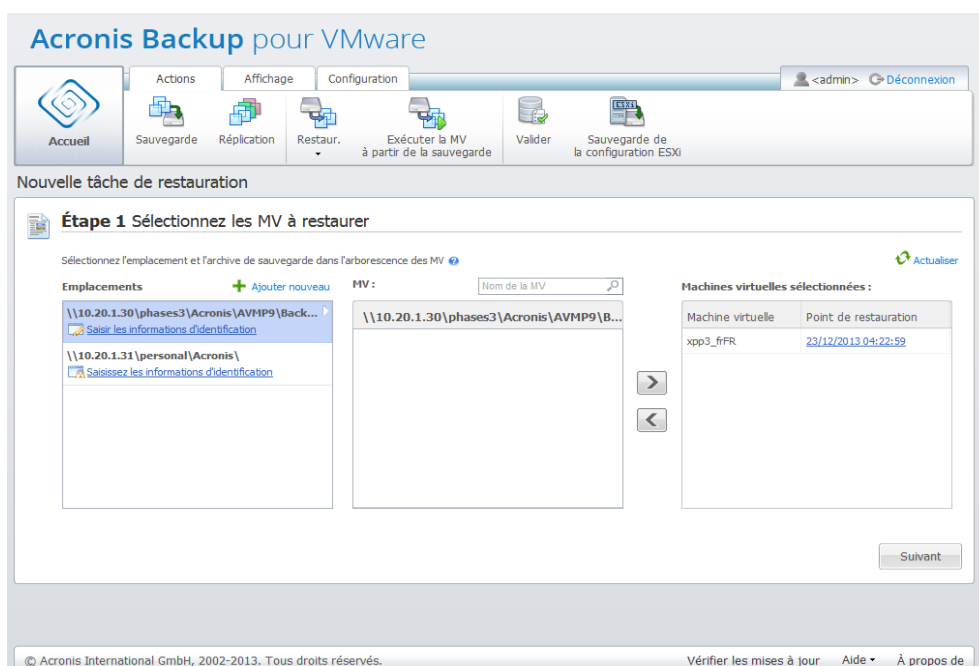 Acronis Backup pour VMware
Actions Affichage Configuration
<admin> Déconnexion
Accueil
Sauvegarde
Réplication
Restaur.
Exécuter la MV
à partir de la sauvegarde
Valider
Sauvegarde de
la configuration ESXi
Nouvelle tâche de restauration
Étape 1 Sélectionnez les MV à restaurer
Sélectionnez l'emplacement et l'archive de sauvegarde dans l'arborescence des MV
Actualiser
Emplacements
Ajouter nouveau
\\10.20.1.30\phases3\Acronis\AVMP9\Back...
Saisir les informations d'identification
\\10.20.1.31\personal\Acronis\
Saisissez les informations d'identification
MV :
Nom de la MV
\\10.20.1.30\phases3\Acronis\AVMP9\B...
Machines virtuelles sélectionnées :
Machine virtuelle Point de restauration
xpp3_frFR 23/12/2013 04:22:59
Suivant
© Acronis International GmbH, 2002-2013. Tous droits réservés.
Vérifier les mises à jour Aide À propos de